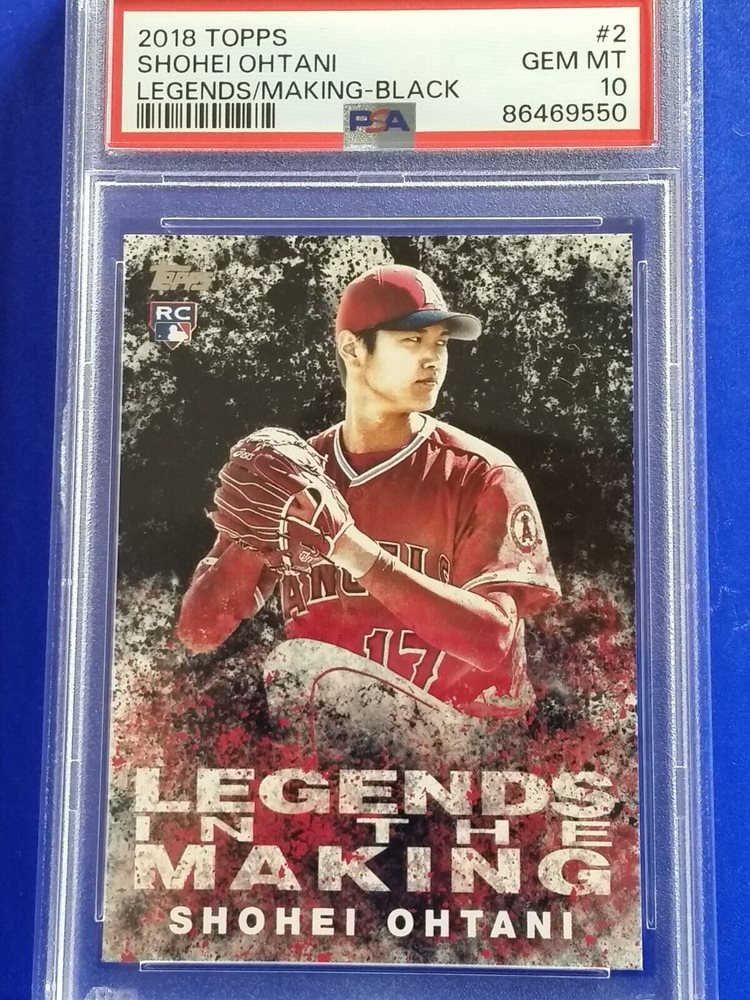 2018 TOPPS #2
SHOHEI OHTANI GEM MT
LEGENDS/MAKING-BLACK 10
PSA 86469550
Topps
RC
A
ANGELS
17
LEGENDS
IN THE
MAKING
SHOHEI OHTANI